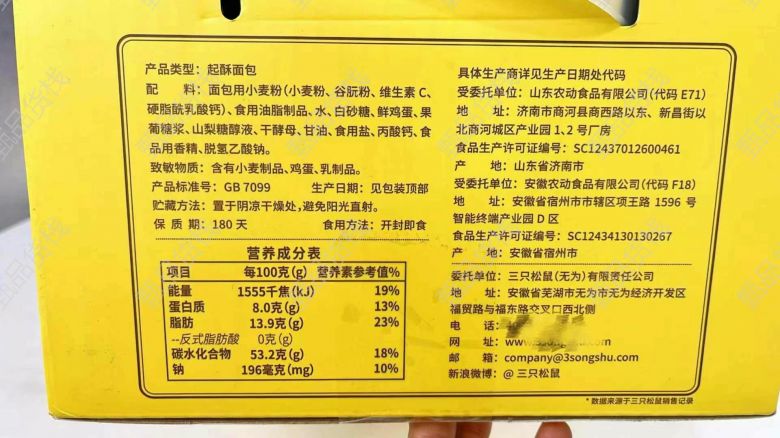 产品类型：起酥面包
配 料：面包用小麦粉（小麦粉、谷朊粉、维生素C、
硬脂酰乳酸钙）、食用油脂制品、水、白砂糖、鲜鸡蛋、果
葡糖浆、山梨糖醇液、干酵母、甘油、食用盐、丙酸钙、食
品用香精、脱氢乙酸钠。
致敏物质：含有小麦制品、鸡蛋、乳制品。
产品标准号：GB 7099 生产日期：见包装顶部
贮藏方法：置于阴凉干燥处，避免阳光直射。
保 质 期：180 天 食用方法：开封即食
营养成分表
项目 每100克(g) 营养素参考值%
能量 1555千焦(kJ) 19%
蛋白质 8.0克(g) 13%
脂肪 13.9克(g) 23%
--反式脂肪酸 0克(g)
碳水化合物 53.2克(g) 18%
钠 196毫克(mg) 10%
具体生产商详见生产日期处代码
受委托单位：山东农动食品有限公司（代码 E71）
地 址：济南市商河县商西路以东、新昌街以
北商河城区产业园 1、2 号厂房
食品生产许可证编号：SC12437012600461
产 地：山东省济南市
受委托单位：安徽农动食品有限公司（代码 F18）
地 址：安徽省宿州市市辖区项王路 1596 号
智能终端产业园 D 区
食品生产许可证编号：SC12434130130267
产 地：安徽省宿州市
委托单位：三只松鼠（无为）有限责任公司
地 址：安徽省芜湖市无为市无为经济开发区
福贸路与福东路交叉口西北侧
电 话：
网 址：www.3songshu.com
邮 箱：company@3songshu.com
新浪微博：@ 三只松鼠
*数据来源于三只松鼠销售记录